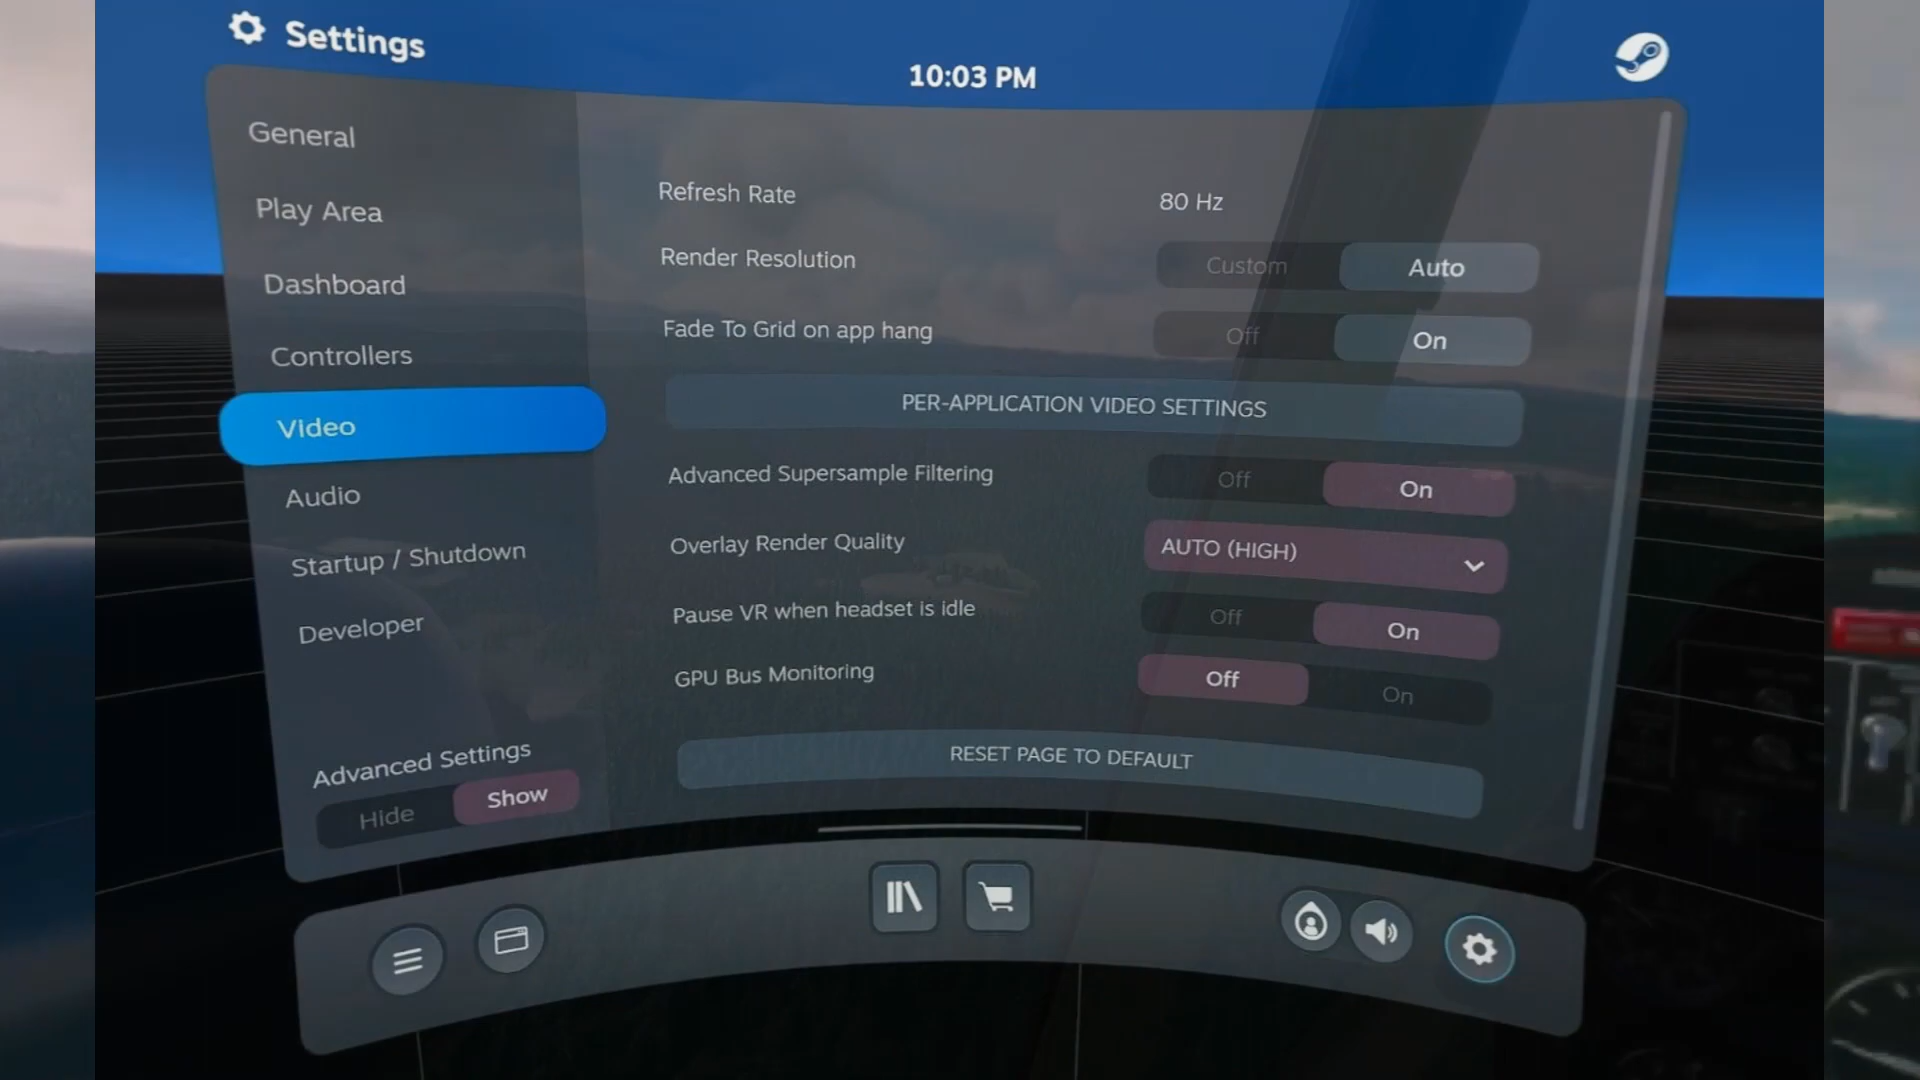 Settings
10:03 PM
General
Play Area
Dashboard
Controllers
Video
Audio
Startup / Shutdown
Developer
Advanced Settings
Hide Show
Refresh Rate 80 Hz
Render Resolution Custom Auto
Fade To Grid on app hang Off On
PER-APPLICATION VIDEO SETTINGS
Advanced Supersample Filtering Off On
Overlay Render Quality AUTO (HIGH)
Pause VR when headset is idle Off On
GPU Bus Monitoring Off On
RESET PAGE TO DEFAULT